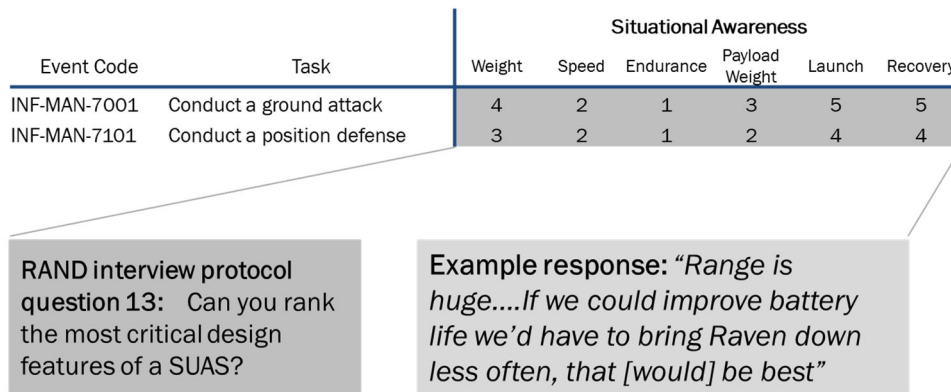 Situational Awareness
Event Code Task Weight Speed Endurance Payload Weight Launch Recovery
INF-MAN-7001 Conduct a ground attack 4 2 1 3 5 5
INF-MAN-7101 Conduct a position defense 3 2 1 2 4 4
RAND interview protocol
question 13: Can you rank
the most critical design
features of a SUAS?
Example response: “Range is
huge....If we could improve battery
life we’d have to bring Raven down
less often, that [would] be best”